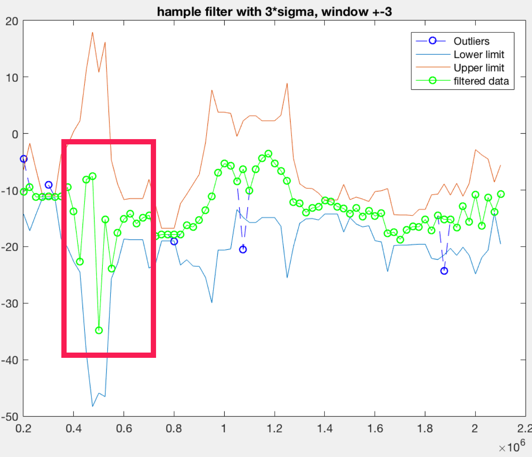 hample filter with 3*sigma, window +-3
Outliers
Lower limit
Upper limit
filtered data
20
10
0
-10
-20
-30
-40
-50
0.2 0.4 0.6 0.8 1 1.2 1.4 1.6 1.8 2 2.2
×10^6